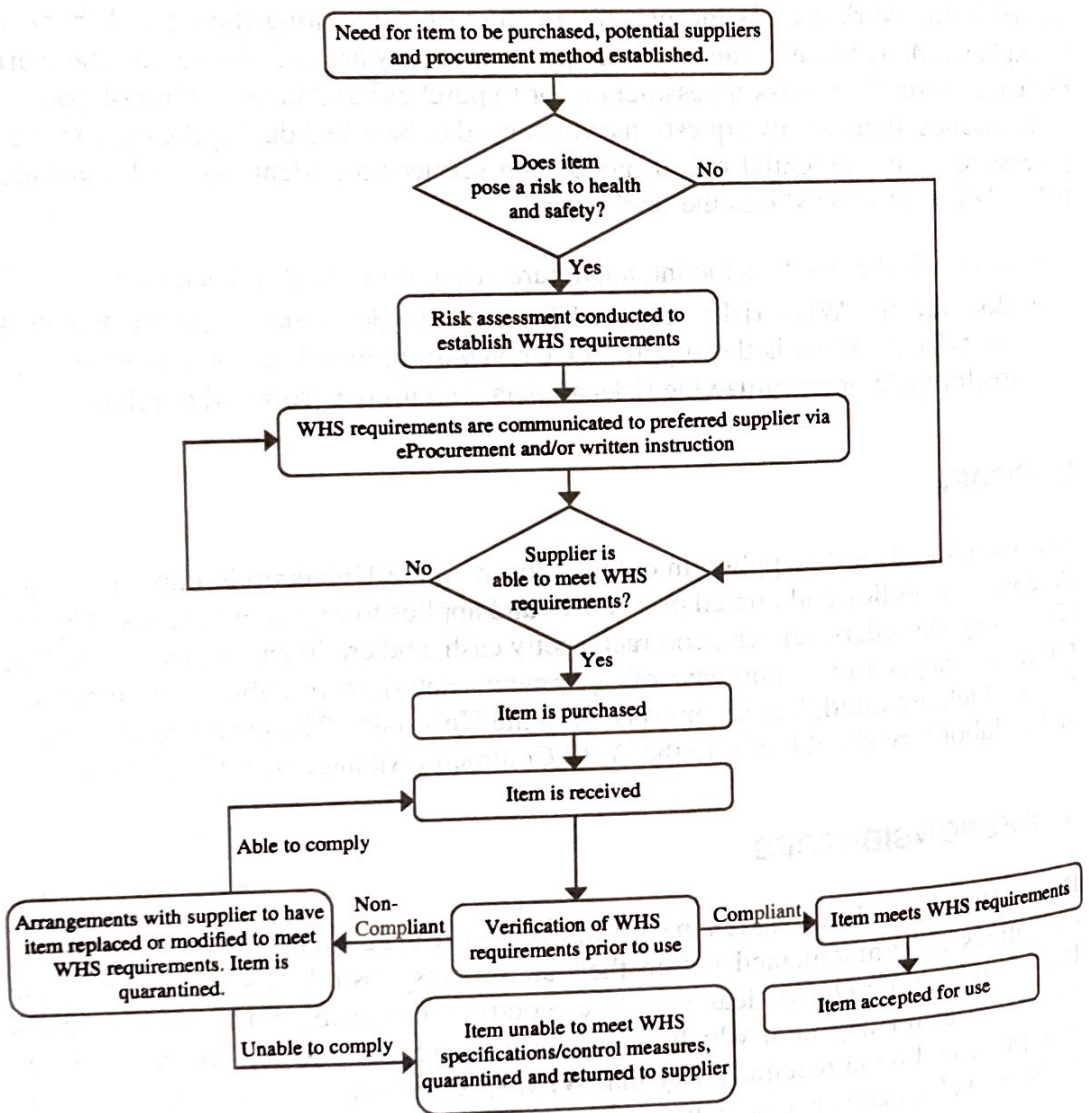 Need for item to be purchased, potential suppliers
and procurement method established.
Does item
pose a risk to health
and safety?
No
Yes
Risk assessment conducted to
establish WHS requirements
WHS requirements are communicated to preferred supplier via
eProcurement and/or written instruction
Supplier is
able to meet WHS
requirements?
No
Yes
Item is purchased
Item is received
Able to comply
Arrangements with supplier to have
item replaced or modified to meet
WHS requirements. Item is
quarantined.
Non-
Compliant
Verification of WHS
requirements prior to use
Compliant
Item meets WHS requirements
Item accepted for use
Unable to comply
Item unable to meet WHS
specifications/control measures,
quarantined and returned to supplier